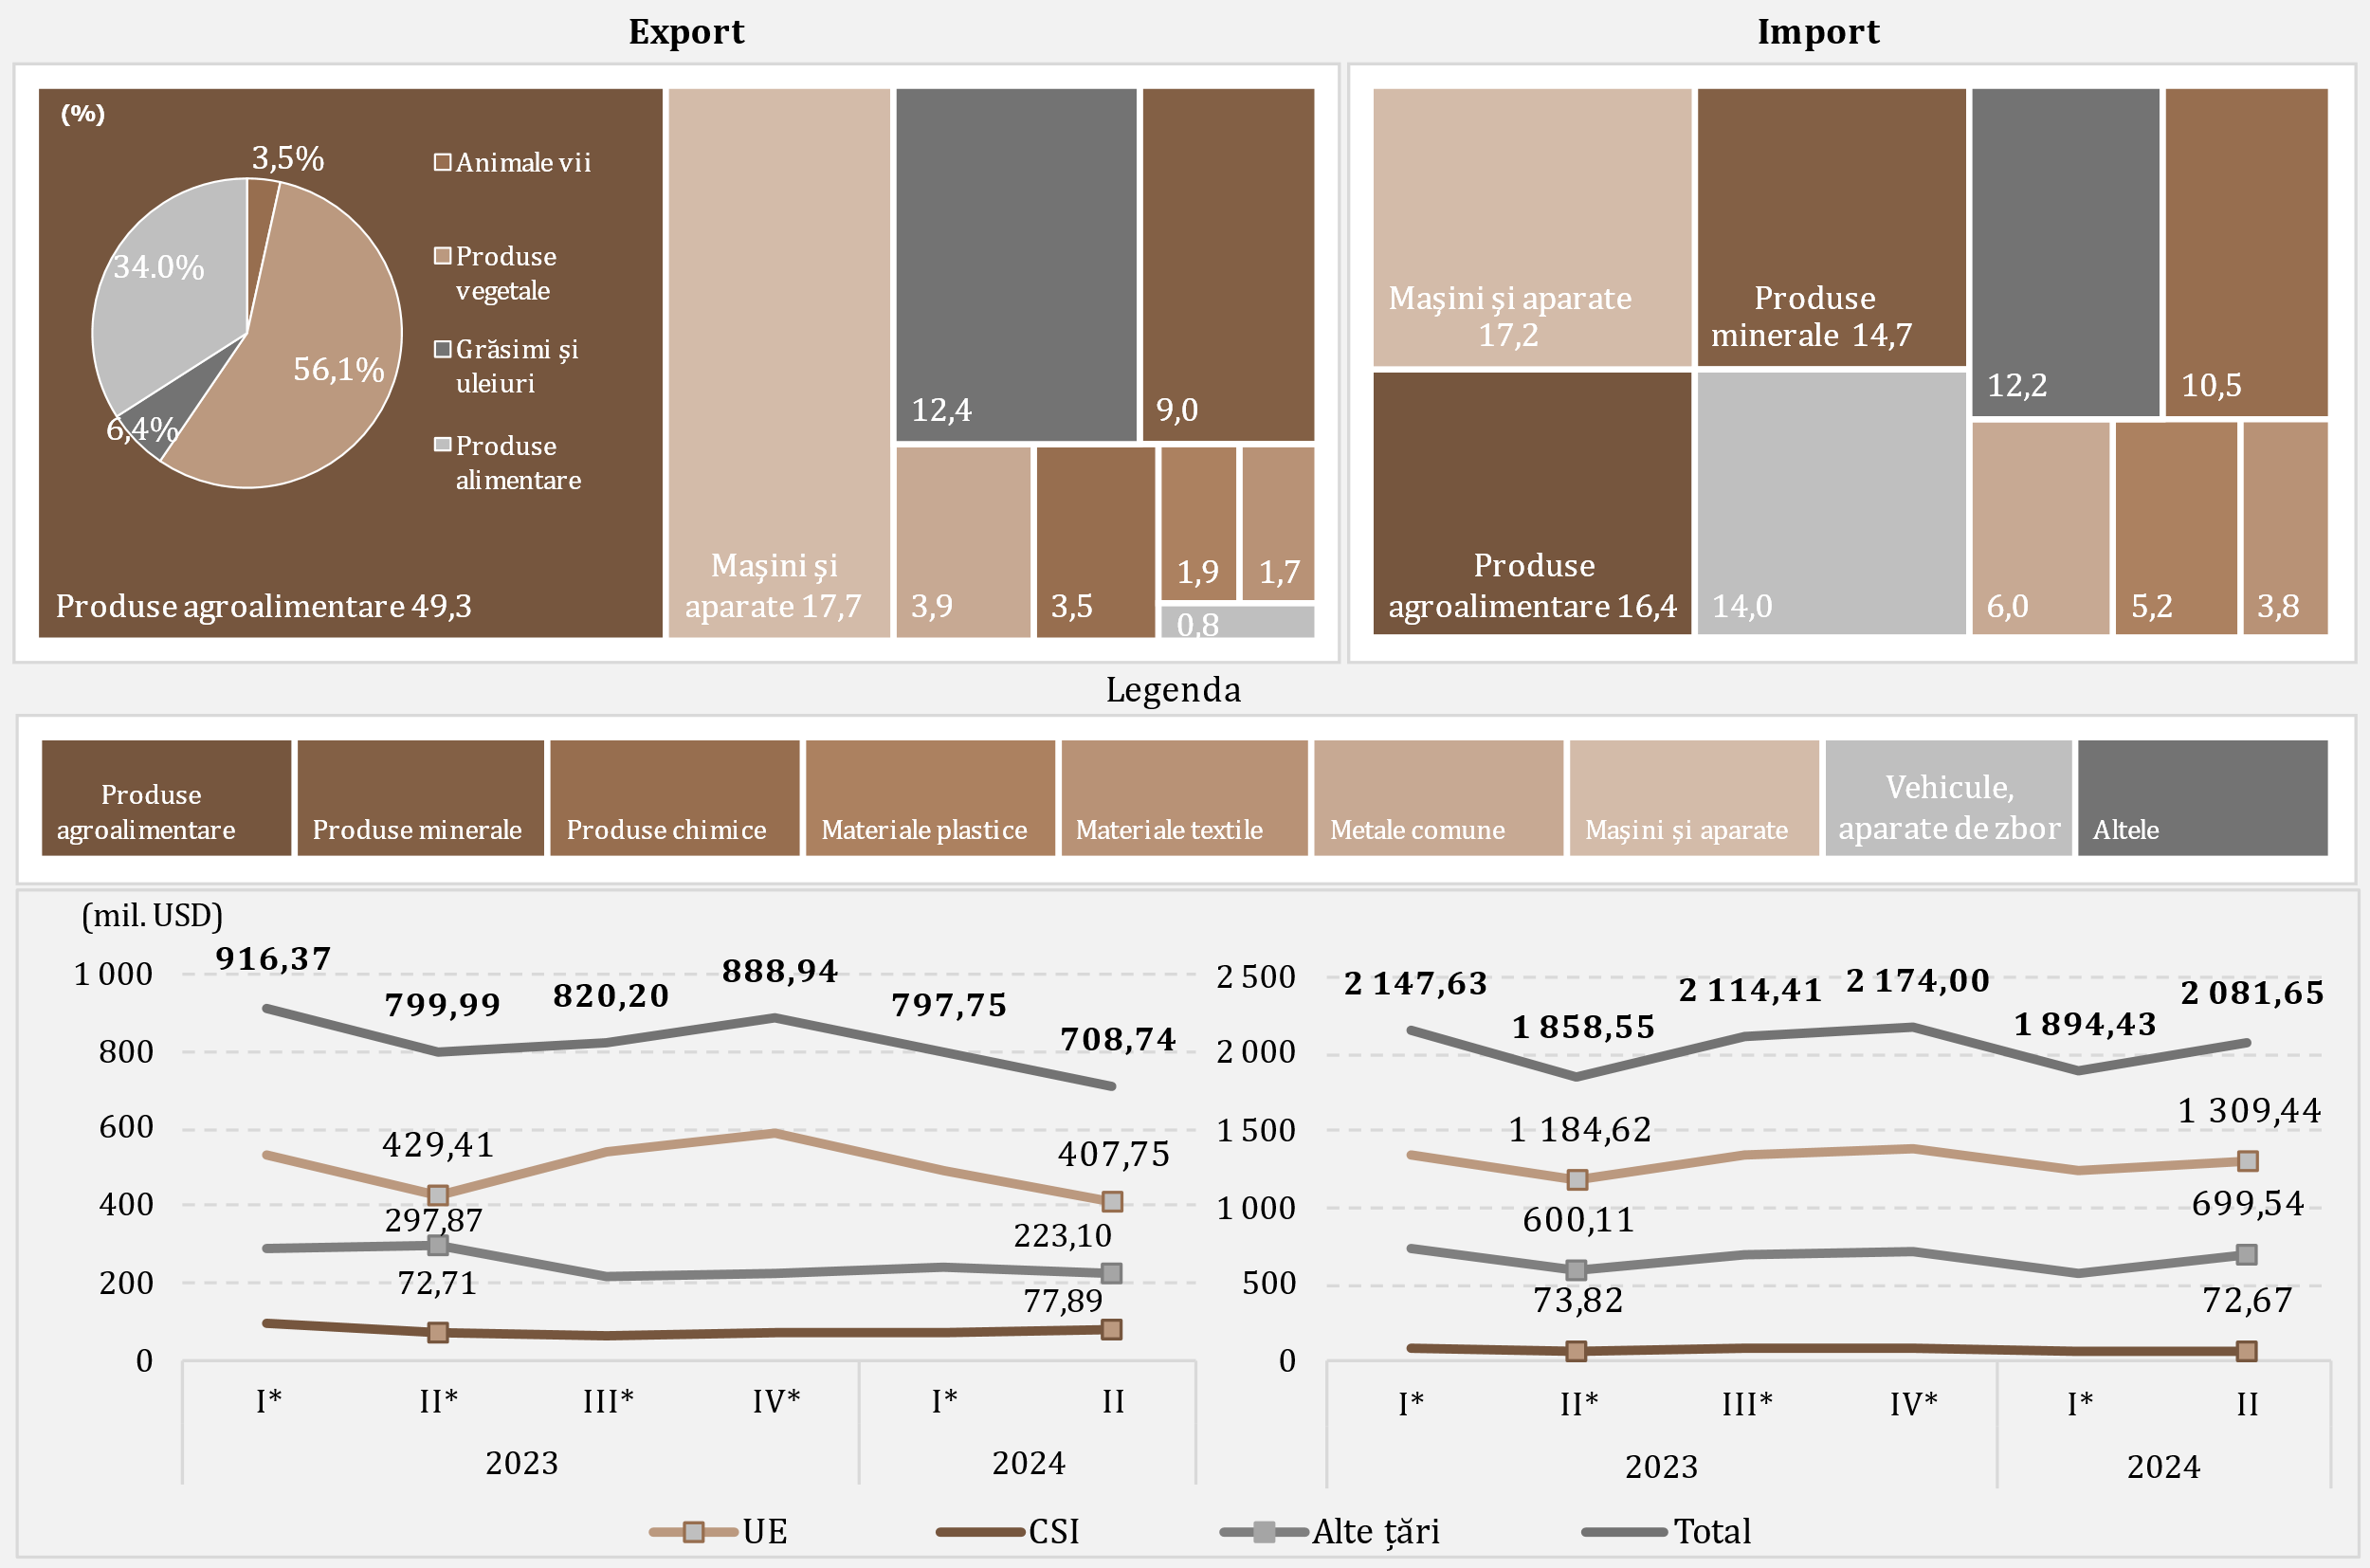 Export
(%)
3,5%
34.0%
56,1%
6,4%
Animale vii
Produse
vegetale
Grăsimi și
uleiuri
Produse
alimentare
Produse agroalimentare 49,3
Mașini și
aparate 17,7
12,4
9,0
3,9
3,5
1,9
1,7
0,8
Import
Mașini și aparate
17,2
Produse
minerale 14,7
12,2
10,5
Produse
agroalimentare 16,4
14,0
6,0
5,2
3,8
Legenda
Produse
agroalimentare
Produse minerale
Produse chimice
Materiale plastice
Materiale textile
Metale comune
Mașini și aparate
Vehicule,
aparate de zbor
Altele
(mil. USD)
1 000
800
600
400
200
0
916,37
799,99
820,20
888,94
797,75
708,74
429,41
407,75
297,87
223,10
72,71
77,89
I*
II*
III*
IV*
I*
II
2023
2024
2 500
2 000
1 500
1 000
500
0
2 147,63
1 858,55
2 114,41
2 174,00
1 894,43
2 081,65
1 184,62
1 309,44
600,11
699,54
73,82
72,67
I*
II*
III*
IV*
I*
II
2023
2024
UE
CSI
Alte țări
Total